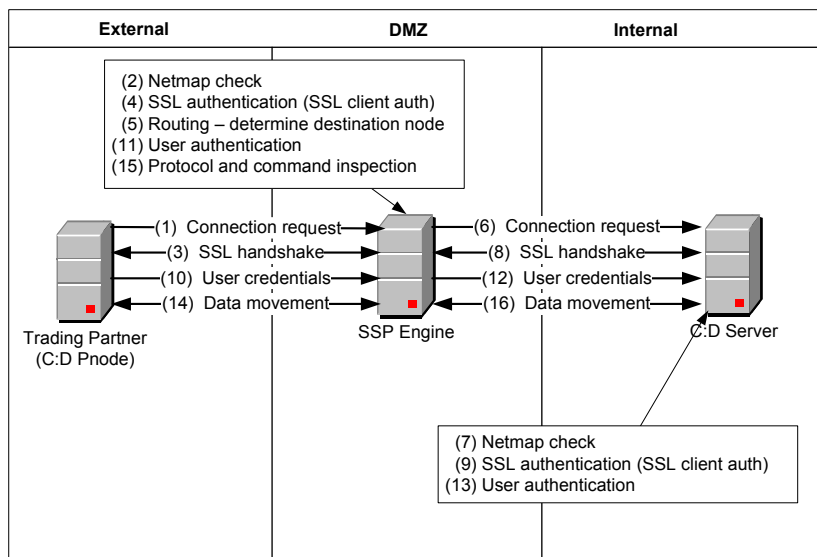 External
DMZ
Internal
(2) Netmap check
(4) SSL authentication (SSL client auth)
(5) Routing – determine destination node
(11) User authentication
(15) Protocol and command inspection
(1) Connection request
(3) SSL handshake
(10) User credentials
(14) Data movement
(6) Connection request
(8) SSL handshake
(12) User credentials
(16) Data movement
Trading Partner
(C:D Pnode)
SSP Engine
C:D Server
(7) Netmap check
(9) SSL authentication (SSL client auth)
(13) User authentication